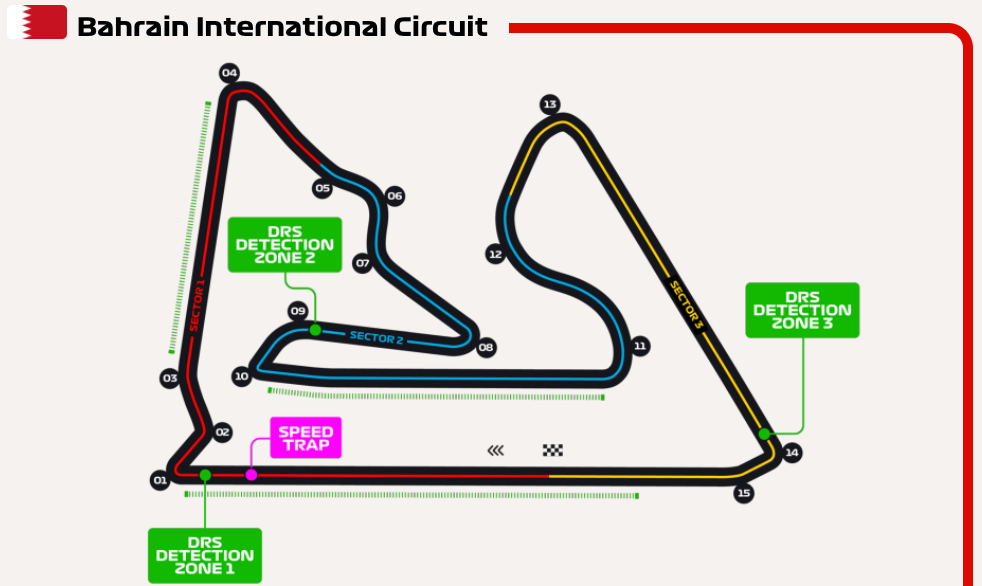 Bahrain International Circuit
04
13
05
06
DRS
DETECTION
ZONE 2
12
07
SECTOR 1
SECTOR 3
DRS
DETECTION
ZONE 3
09
SECTOR 2
08
11
03
10
02
SPEED
TRAP
14
01
15
DRS
DETECTION
ZONE 1